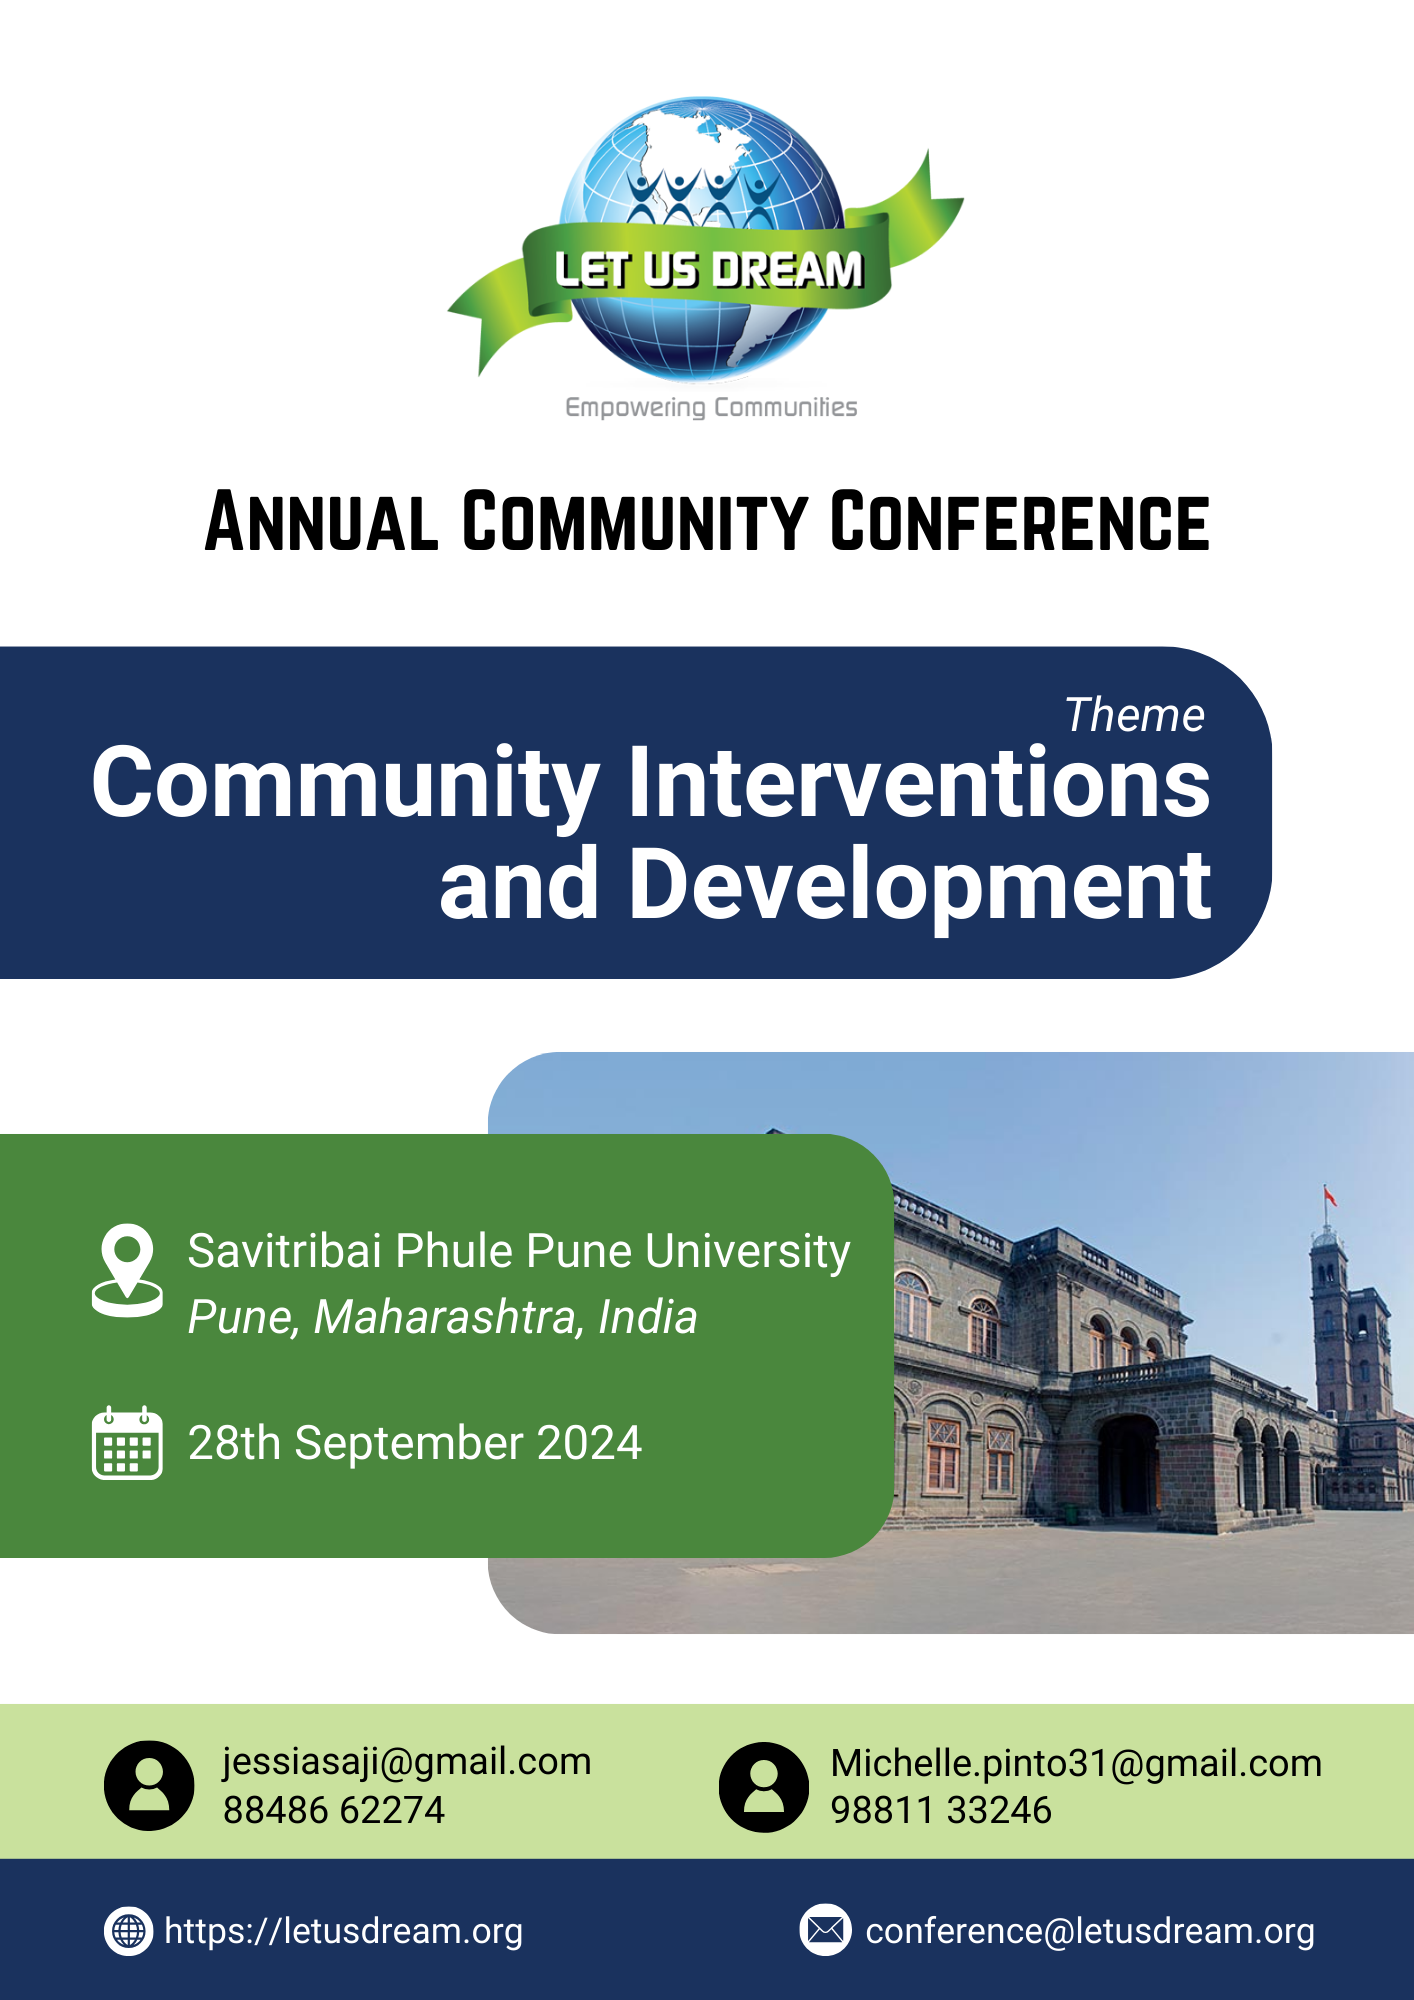 LET US DREAM
Empowering Communities
Annual Community Conference
Theme
Community Interventions
and Development
Savitribai Phule Pune University
Pune, Maharashtra, India
28th September 2024
jessiasaji@gmail.com
88486 62274
Michelle.pinto31@gmail.com
98811 33246
https://letusdream.org
conference@letusdream.org